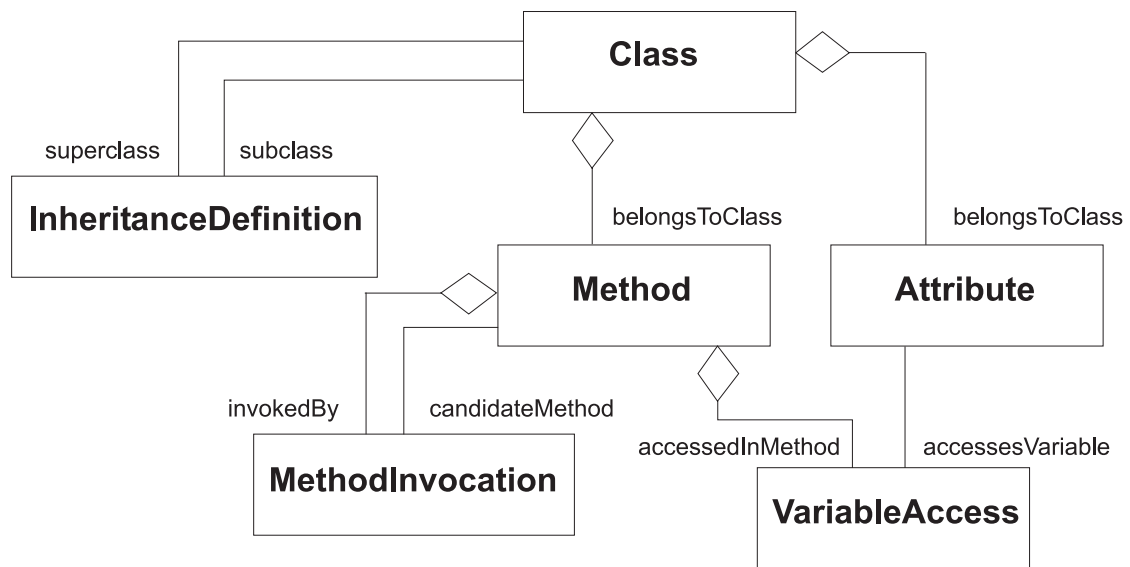 Class
superclass
subclass
InheritanceDefinition
belongsToClass
belongsToClass
Method
Attribute
invokedBy
candidateMethod
accessedInMethod
accessesVariable
MethodInvocation
VariableAccess